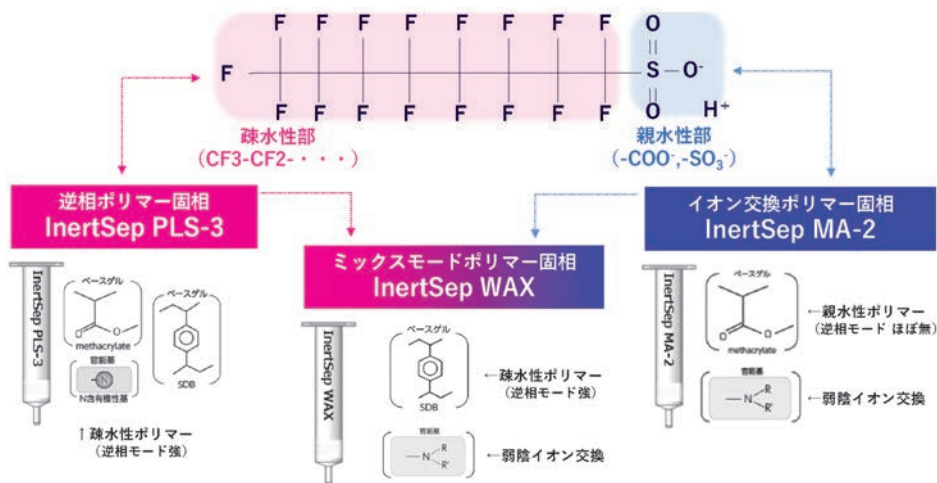 F F F F F F F F O
F S O⁻
F F F F F F F F O H⁺
疎水性部
(CF3-CF2-・・・)
親水性部
(-COO⁻,-SO₃⁻)
逆相ポリマー固相
InertSep PLS-3
イオン交換ポリマー固相
InertSep MA-2
ミックスモードポリマー固相
InertSep WAX
InertSep PLS-3
ベースゲル
O O
methacrylate
官能基
N
N含有極性基
ベースゲル
SDB
↑疎水性ポリマー
(逆相モード強)
InertSep WAX
ベースゲル
SDB
←疎水性ポリマー
(逆相モード強)
官能基
N R R'
←弱陰イオン交換
InertSep MA-2
ベースゲル
O O
methacrylate
←親水性ポリマー
(逆相モード ほぼ無)
官能基
N R R'
←弱陰イオン交換